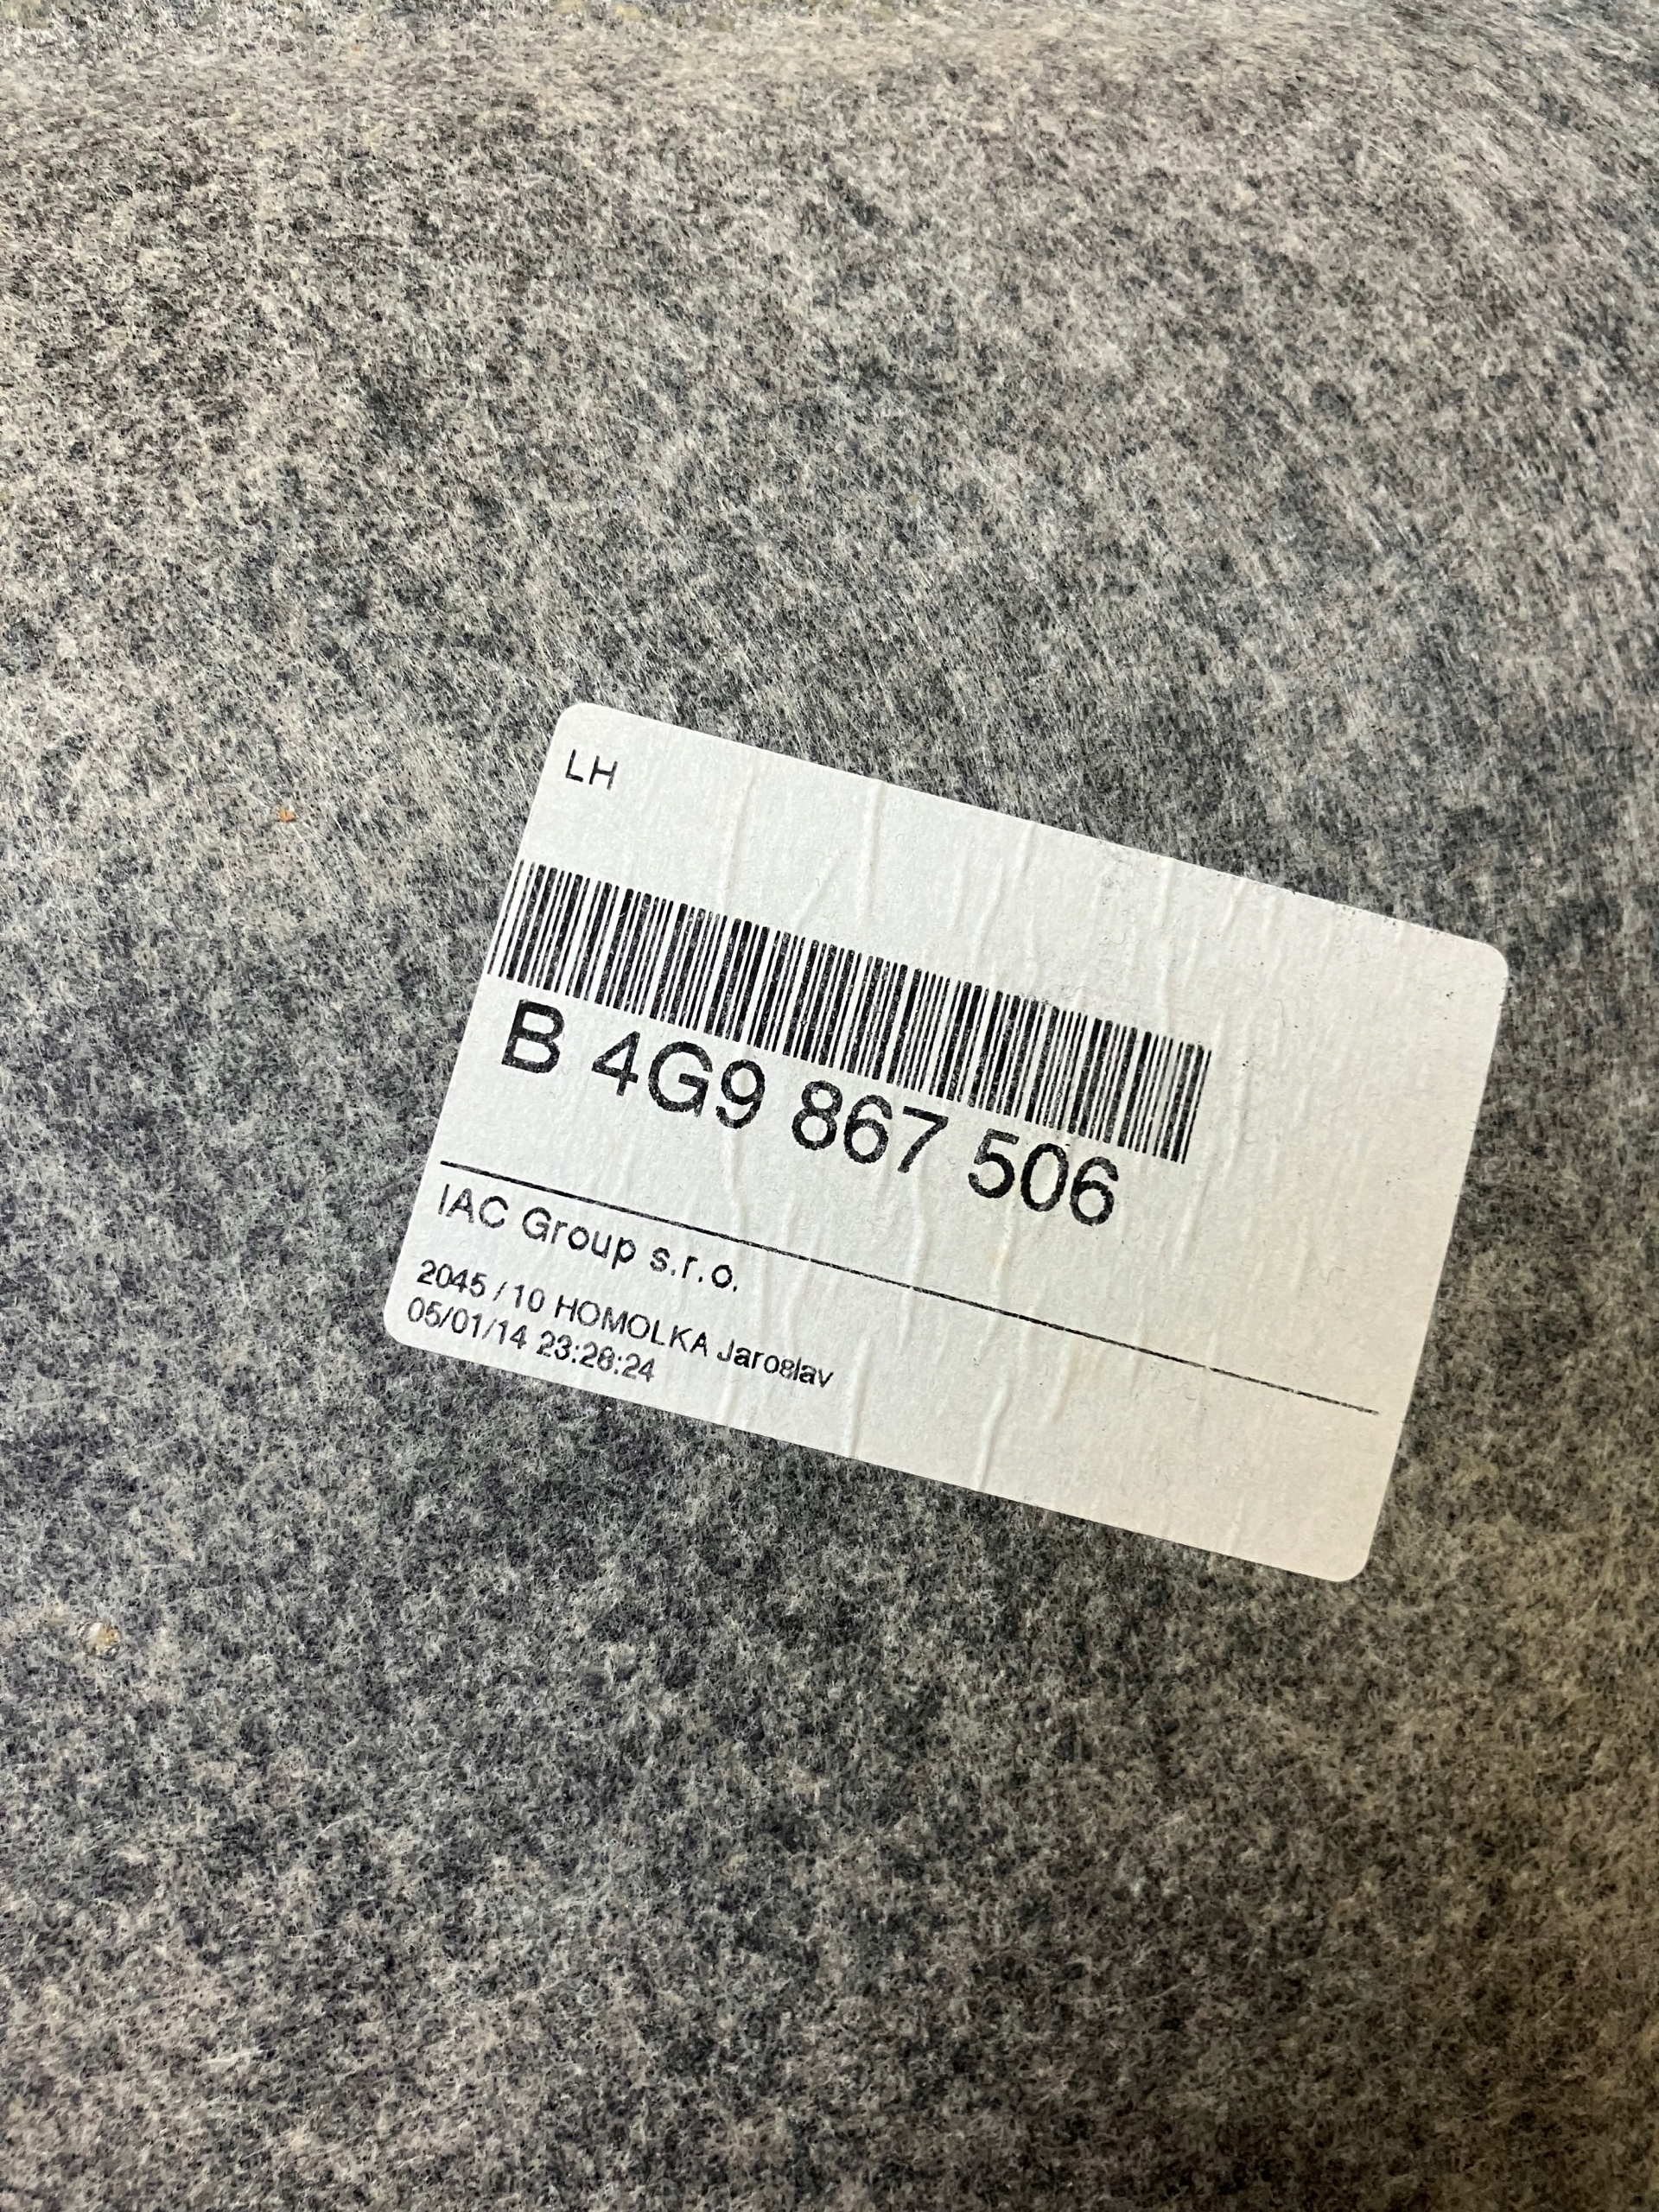 LH
B 4G9 867 506
IAC Group s.r.o.
2045 / 10 HOMOLKA Jaroslav
05/01/14 23:28:24